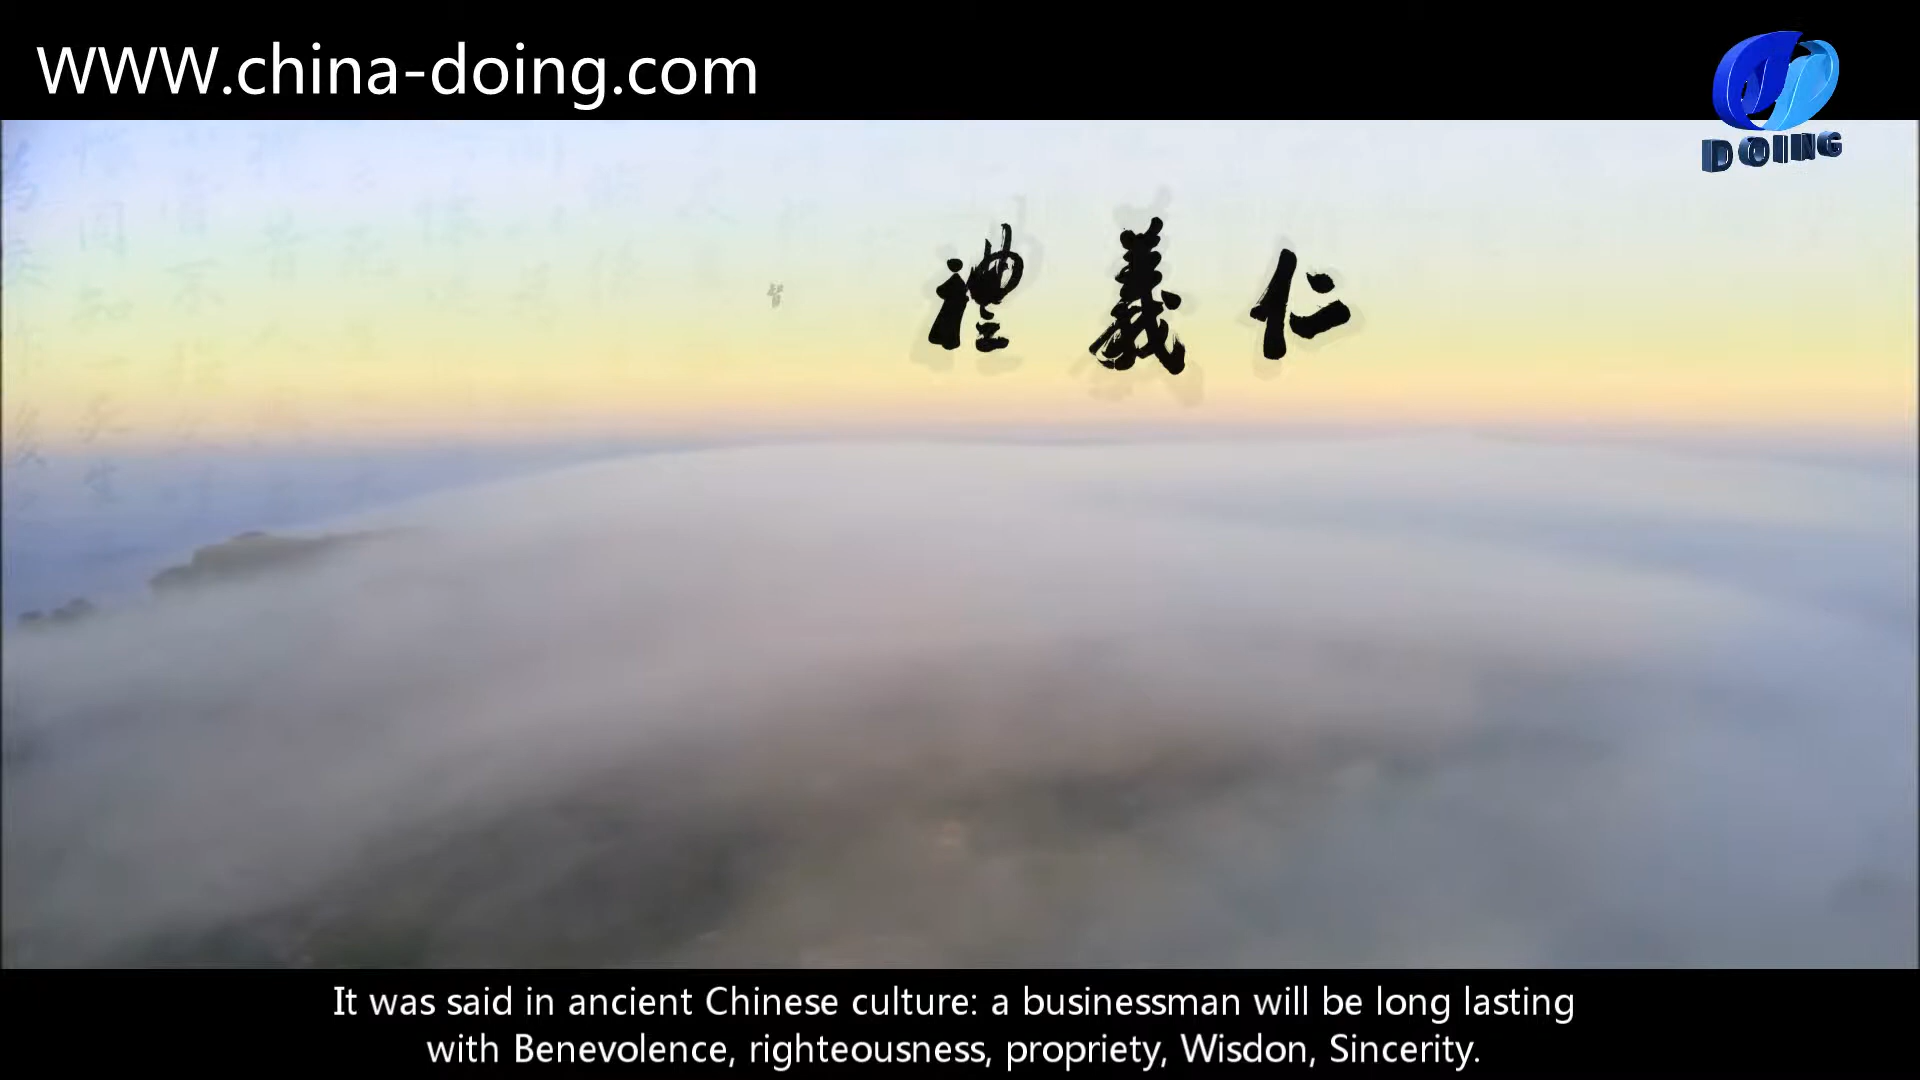 WWW.china-doing.com
DOING
禮 義 仁
智
It was said in ancient Chinese culture: a businessman will be long lasting
with Benevolence, righteousness, propriety, Wisdon, Sincerity.